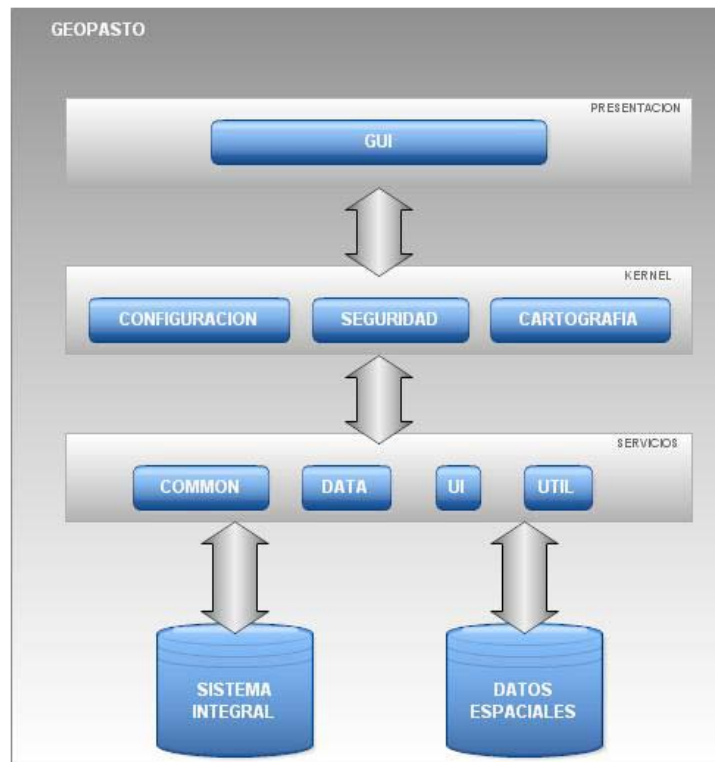 GEOPASTO
PRESENTACION
GUI
KERNEL
CONFIGURACION SEGURIDAD CARTOGRAFIA
SERVICIOS
COMMON DATA UI UTIL
SISTEMA
INTEGRAL
DATOS
ESPACIALES